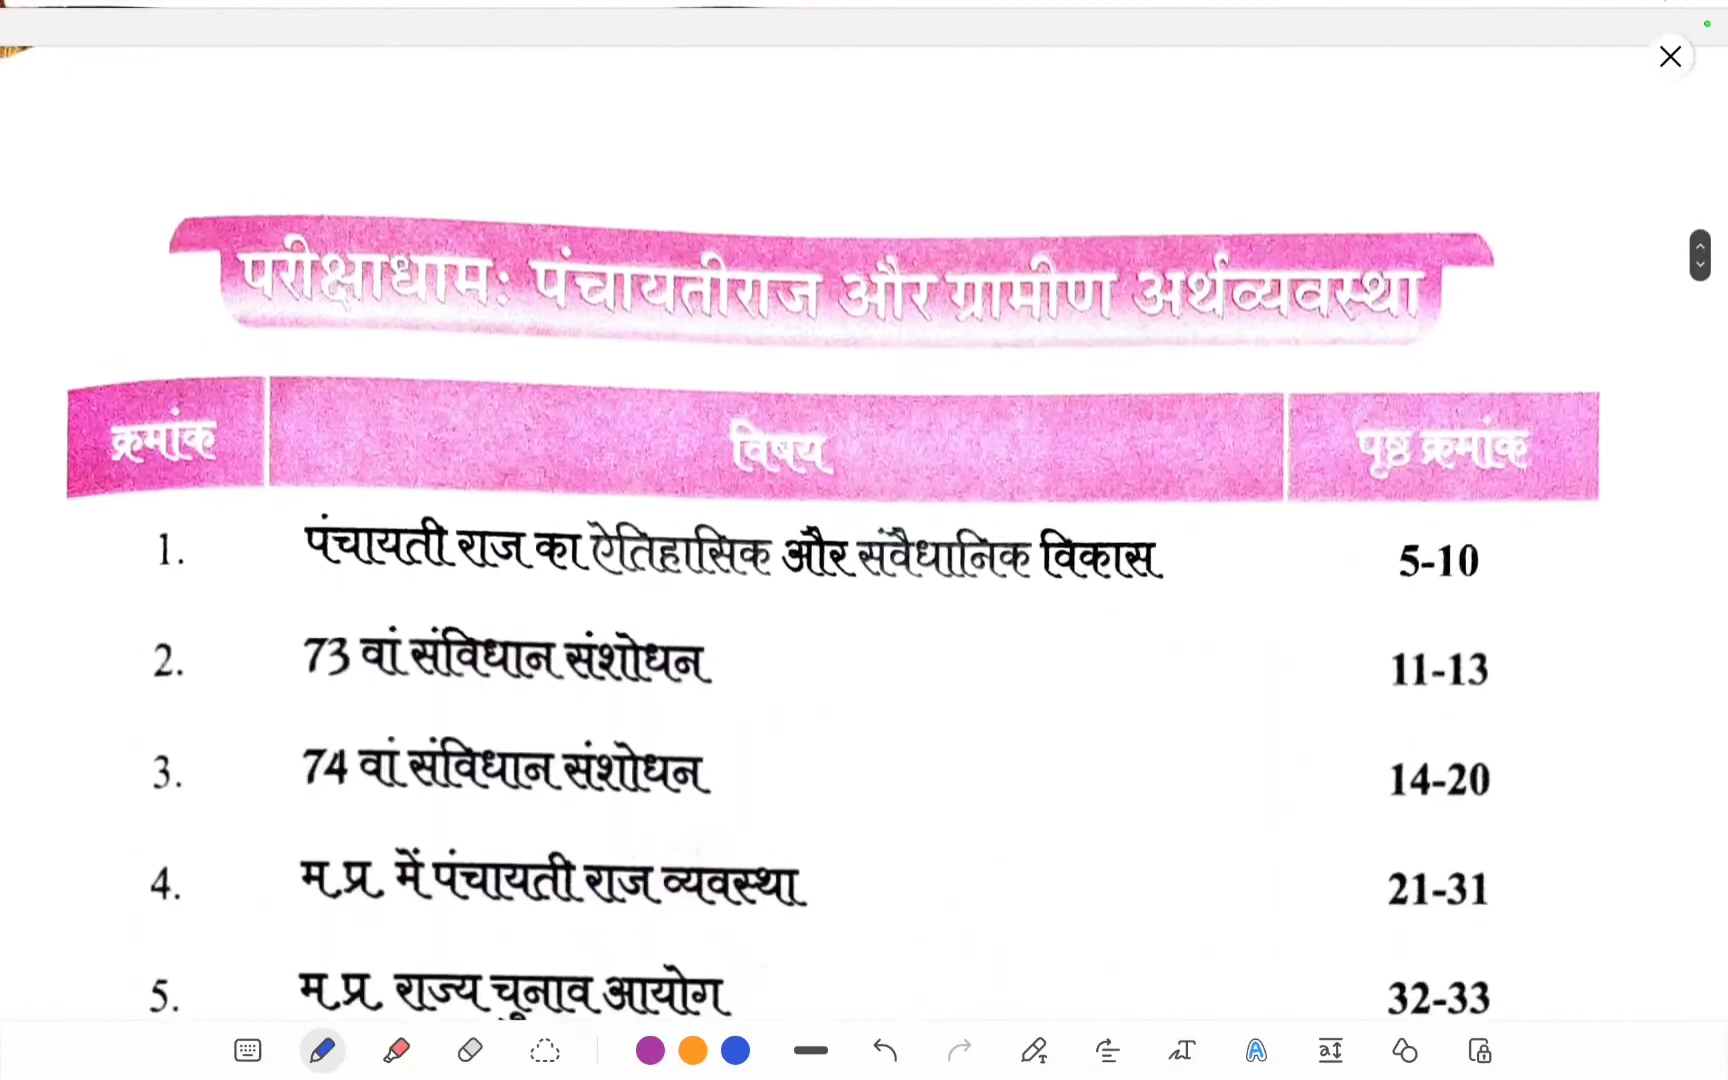 परीक्षाधाम: पंचायतीराज और ग्रामीण अर्थव्यवस्था
क्रमांक विषय पृष्ठ क्रमांक
1. पंचायती राज का ऐतिहासिक और संवैधानिक विकास 5-10
2. 73 वां संविधान संशोधन 11-13
3. 74 वां संविधान संशोधन 14-20
4. म.प्र. में पंचायती राज व्यवस्था 21-31
5. म.प्र. राज्य चुनाव आयोग 32-33